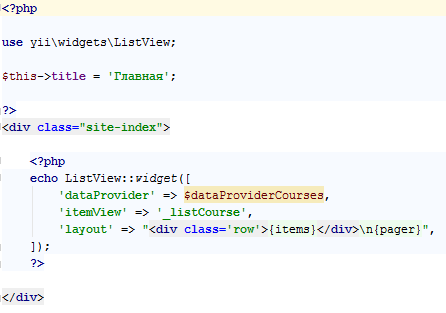 <?php
use yii\widgets\ListView;
$this->title = 'Главная';
?>
<div class="site-index">
<?php
echo ListView::widget([
'dataProvider' => $dataProviderCourses,
'itemView' => '_listCourse',
'layout' => "<div class='row'>{items}</div>\n{pager}",
]);
?>
</div>